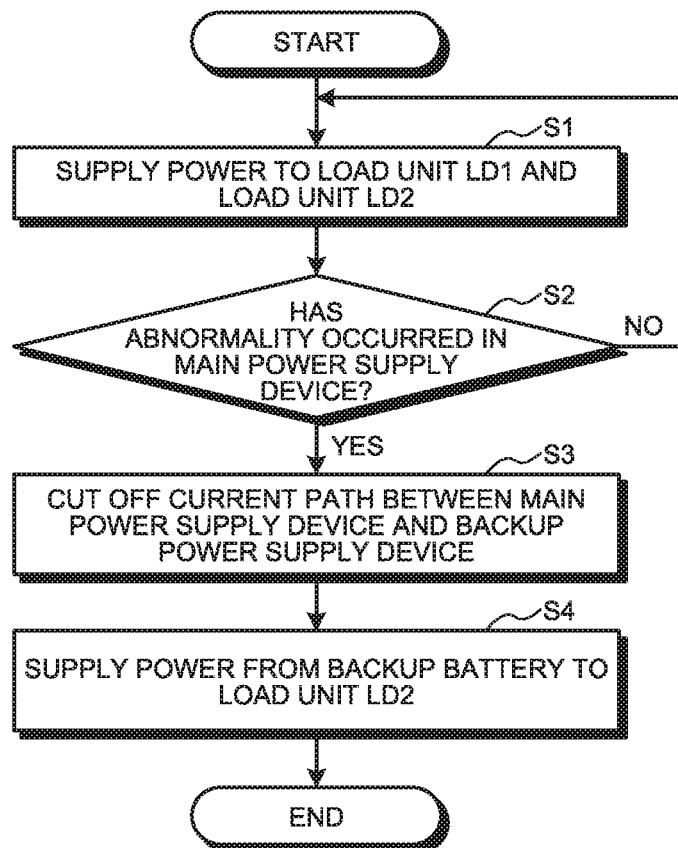 START
S1
SUPPLY POWER TO LOAD UNIT LD1 AND
LOAD UNIT LD2
S2
HAS
ABNORMALITY OCCURRED IN
MAIN POWER SUPPLY
DEVICE?
NO
YES
S3
CUT OFF CURRENT PATH BETWEEN MAIN
POWER SUPPLY DEVICE AND BACKUP
POWER SUPPLY DEVICE
S4
SUPPLY POWER FROM BACKUP BATTERY TO
LOAD UNIT LD2
END